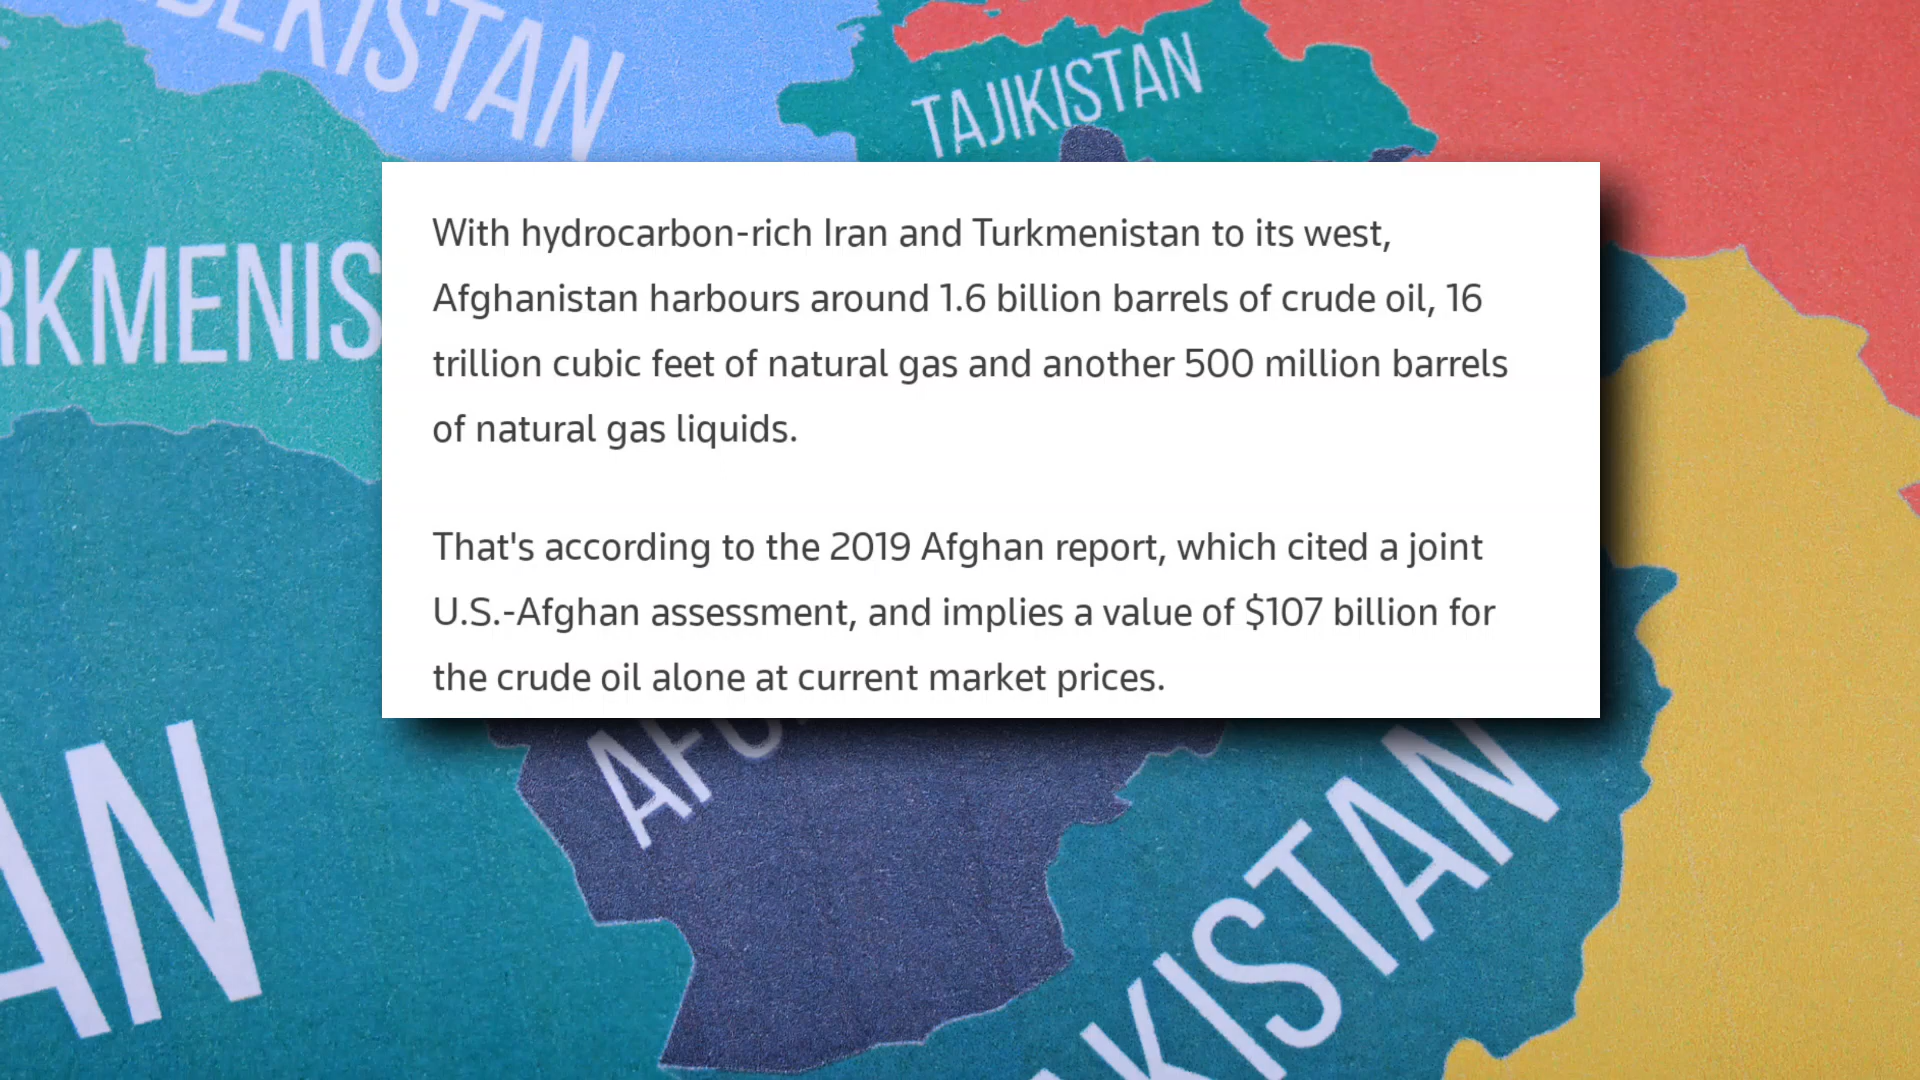 BEKISTAN
TAJIKISTAN
RKMENIS
With hydrocarbon-rich Iran and Turkmenistan to its west,
Afghanistan harbours around 1.6 billion barrels of crude oil, 16
trillion cubic feet of natural gas and another 500 million barrels
of natural gas liquids.
That's according to the 2019 Afghan report, which cited a joint
U.S.-Afghan assessment, and implies a value of $107 billion for
the crude oil alone at current market prices.
AFG
AN
KISTAN